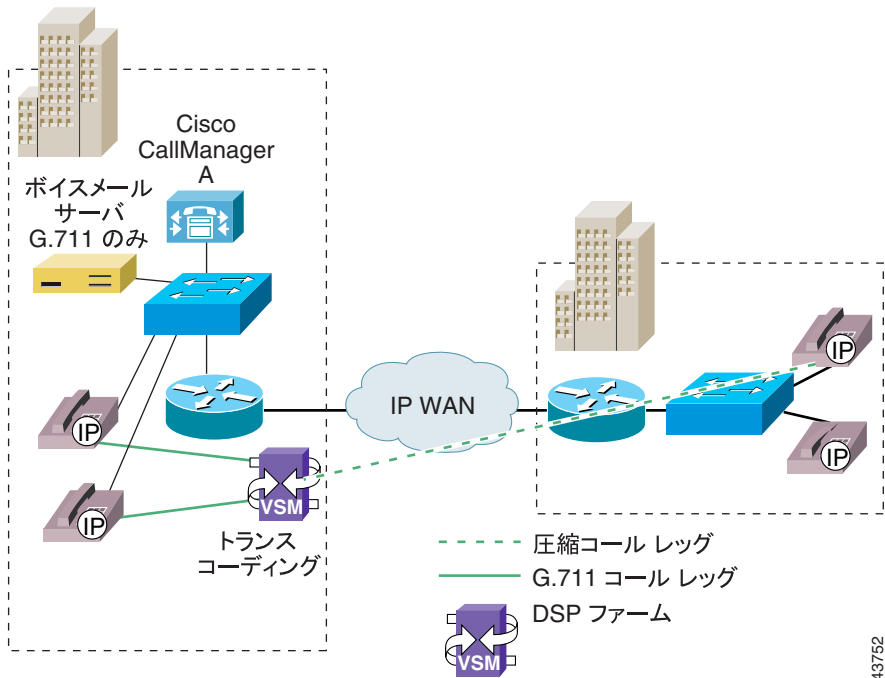 Cisco
CallManager
A
ボイスメール
サーバ
G.711 のみ
IP
IP
VSM
トランス
コーディング
IP WAN
IP
IP
圧縮コール レッグ
G.711 コール レッグ
DSP ファーム
VSM
43752